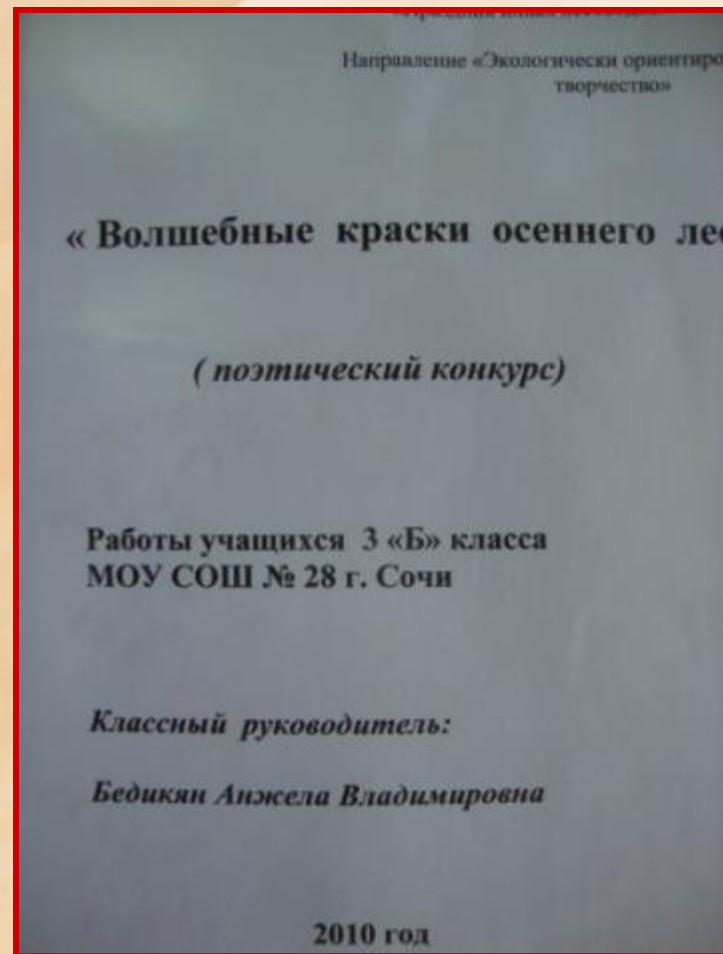 Направление «Экологически ориентиро
творчество»
« Волшебные краски осеннего лес
( поэтический конкурс)
Работы учащихся 3 «Б» класса
МОУ СОШ № 28 г. Сочи
Классный руководитель:
Бедикян Анжела Владимировна
2010 год